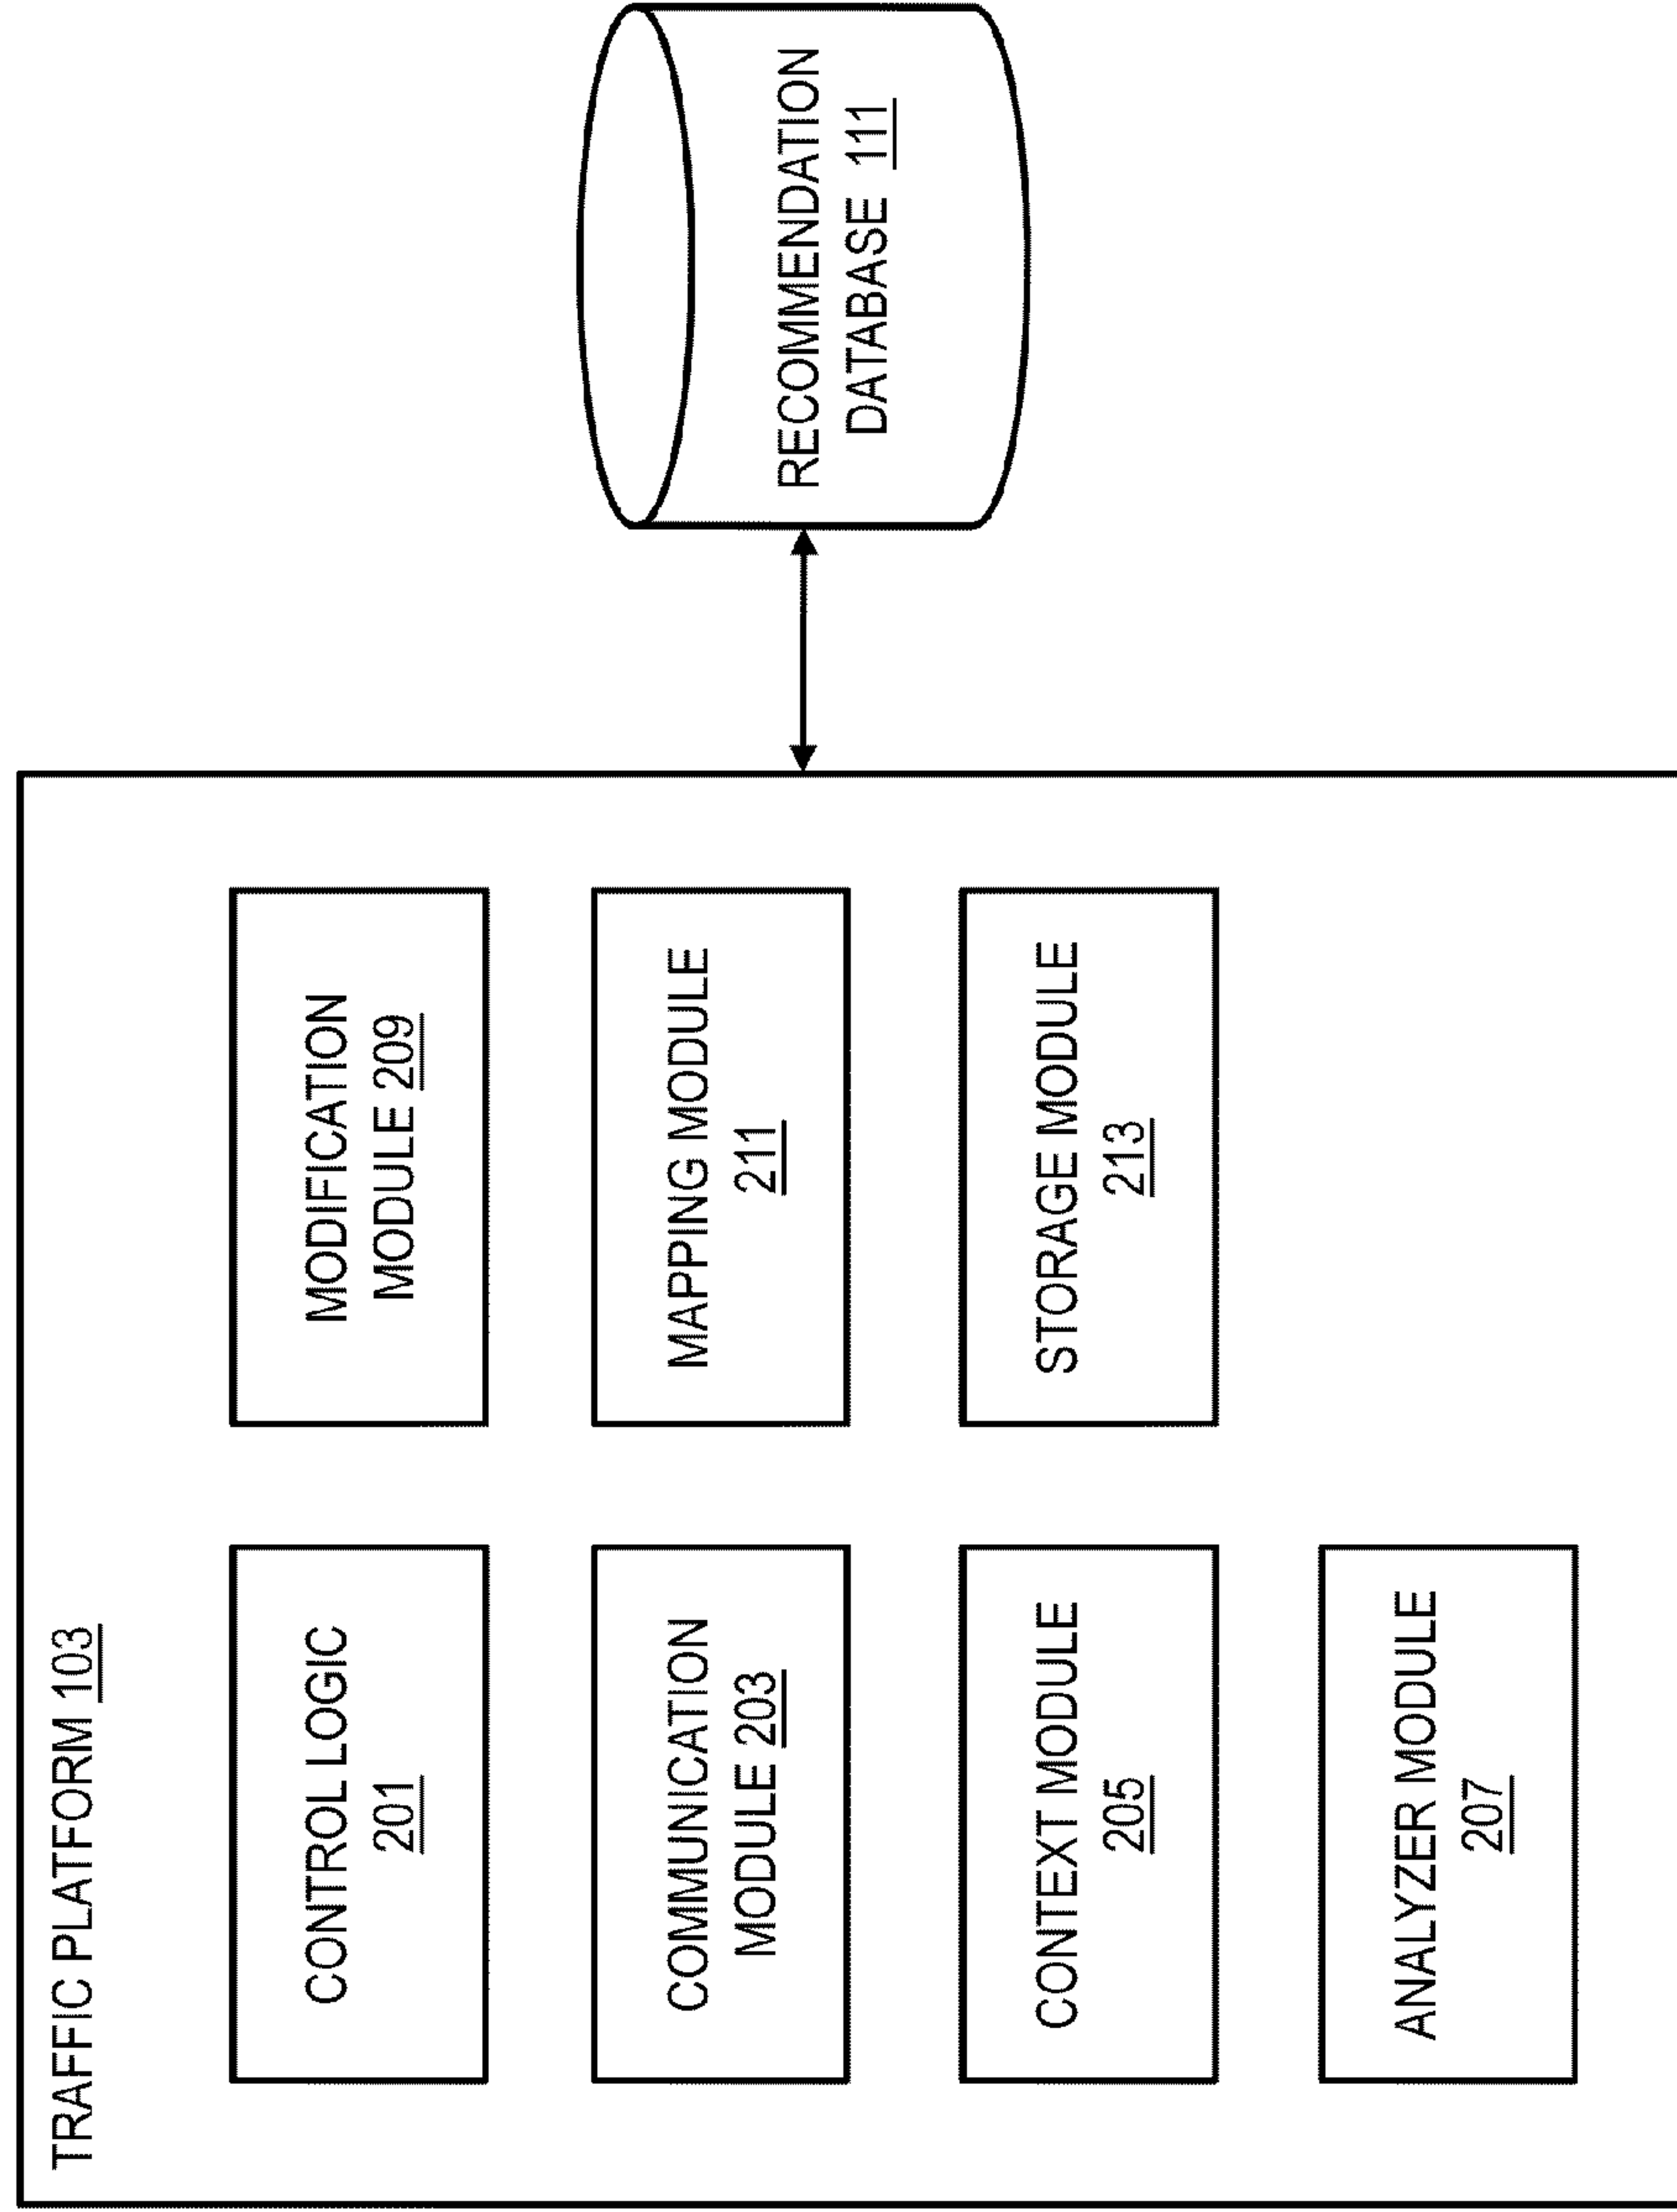 TRAFFIC PLATFORM 103
CONTROL LOGIC
201
COMMUNICATION
MODULE 203
CONTEXT MODULE
205
ANALYZER MODULE
207
MODIFICATION
MODULE 209
MAPPING MODULE
211
STORAGE MODULE
213
RECOMMENDATION
DATABASE 111